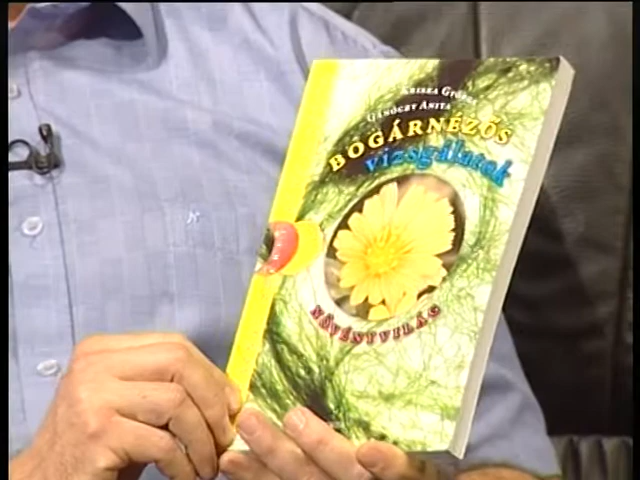 KRISKA GYÖRGY
GÁNÓCZY ANITA
BOGÁRNÉZŐS
vizsgálatok
NÖVÉNYVILÁG